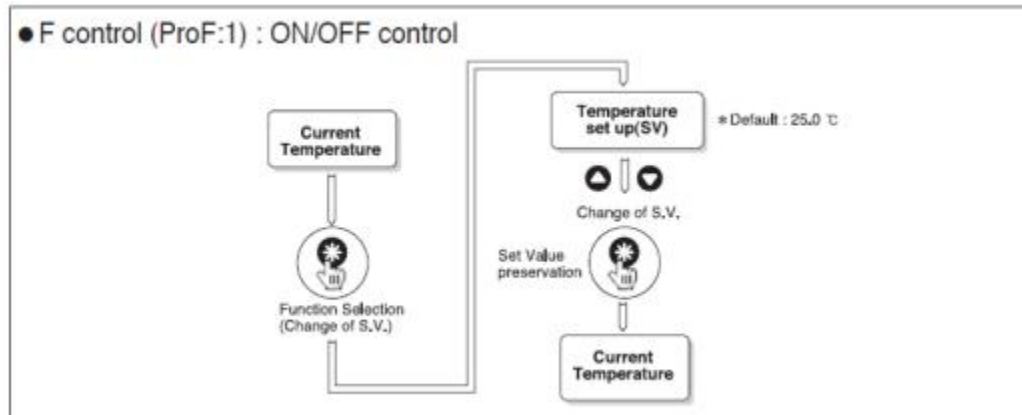 ● F control (ProF:1) : ON/OFF control
Current
Temperature
Function Selection
(Change of S.V.)
Temperature
set up(SV)
* Default : 25.0 ℃
Change of S.V.
Set Value
preservation
Current
Temperature